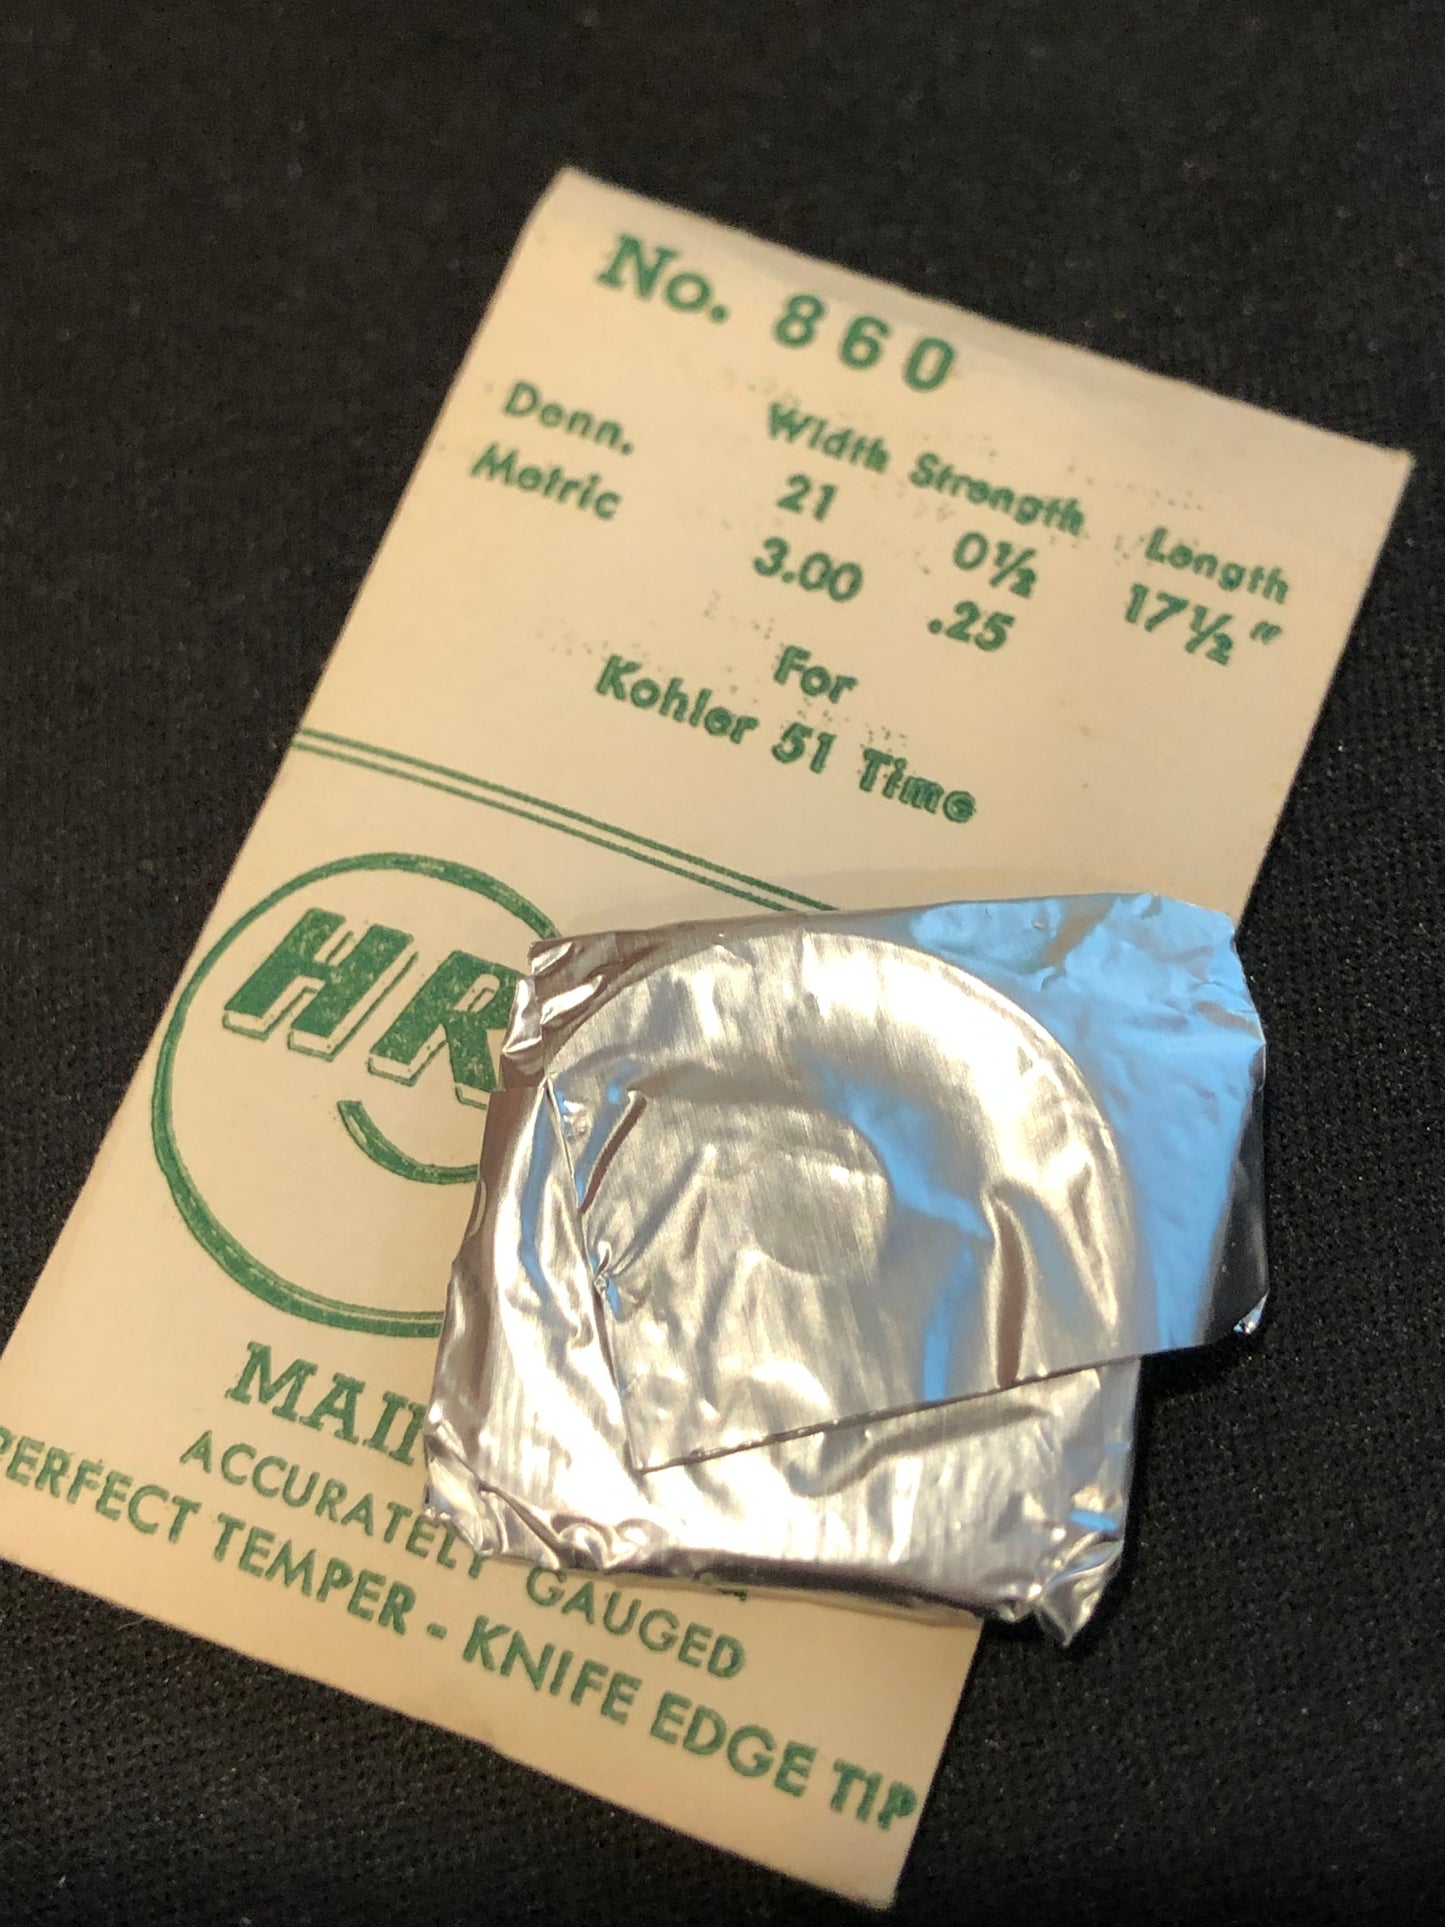 No. 860
Width Strength Length
Denn. 21 0½ 17½"
Metric 3.00 .25
For
Kohler 51 Time
HR
ACCURATELY GAUGED
PERFECT TEMPER - KNIFE EDGE TIP